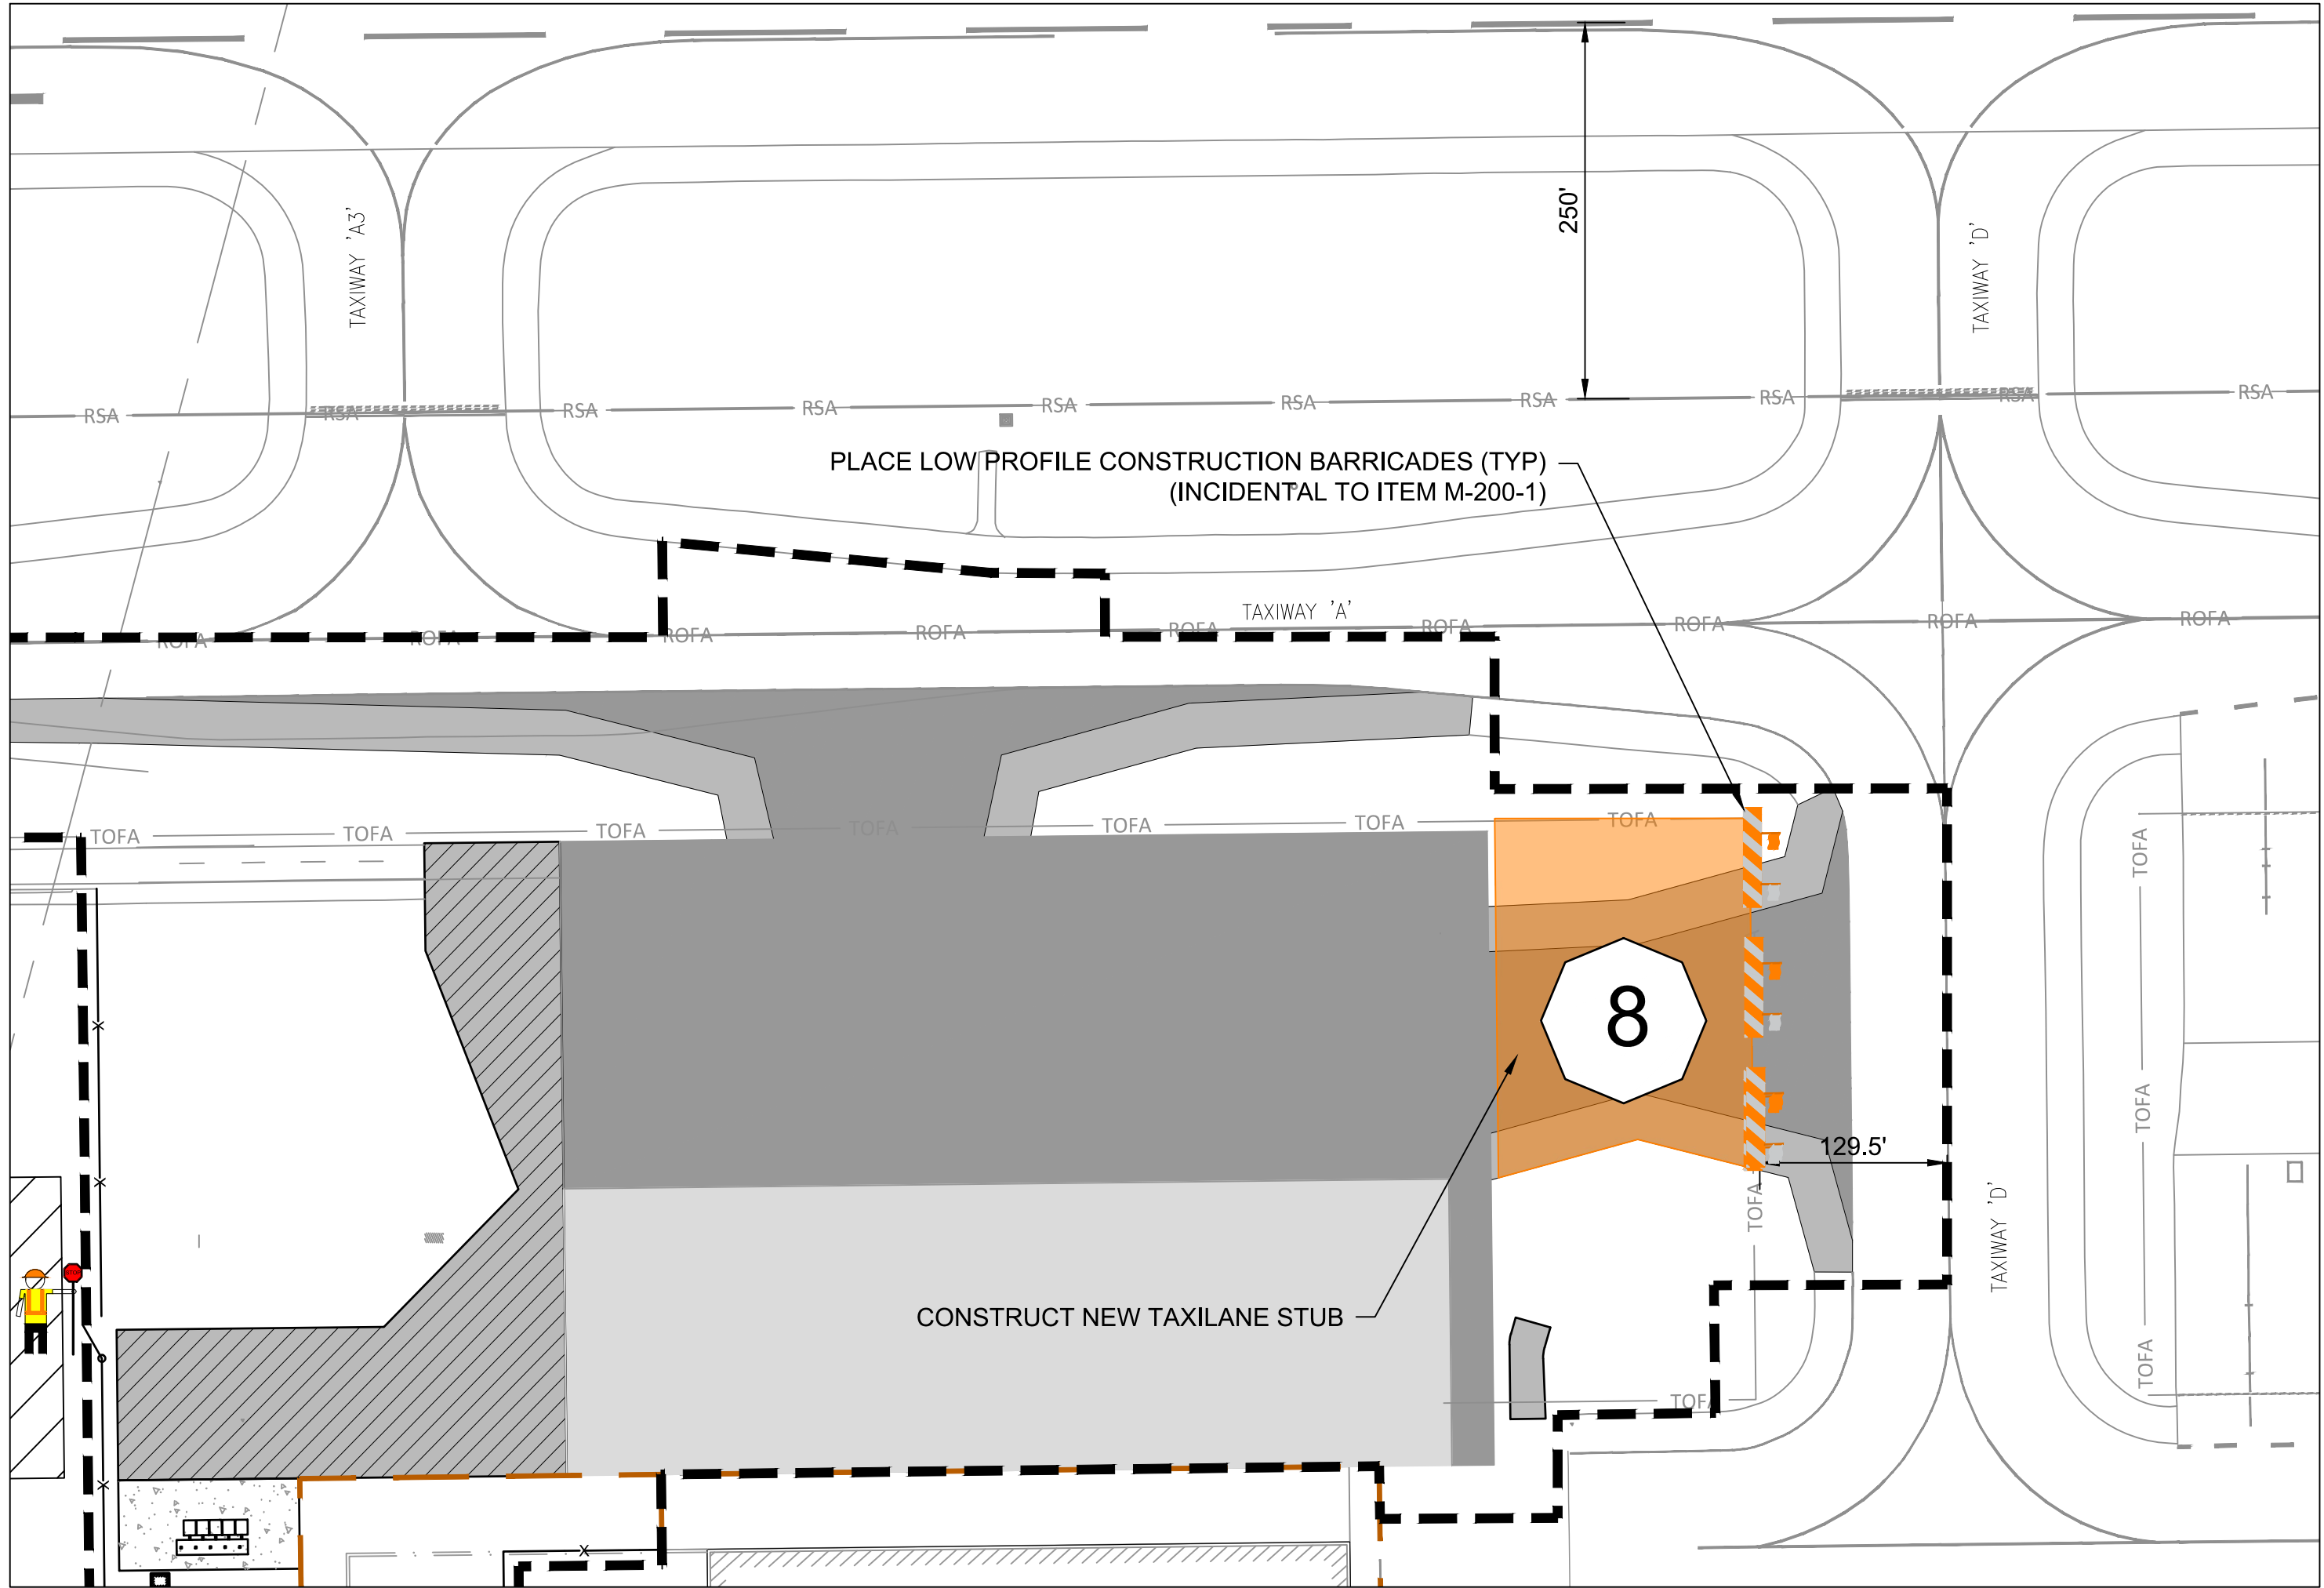 250'
TAXIWAY 'A3'
TAXIWAY 'D'
RSA
RSA
RSA
RSA
RSA
RSA
RSA
RSA
RSA
RSA
PLACE LOW PROFILE CONSTRUCTION BARRICADES (TYP)
(INCIDENTAL TO ITEM M-200-1)
TAXIWAY 'A'
ROFA
ROFA
ROFA
ROFA
ROFA
ROFA
ROFA
ROFA
ROFA
TOFA
TOFA
TOFA
TOFA
TOFA
TOFA
TOFA
TOFA
8
TOFA
129.5'
TOFA
TAXIWAY 'D'
STOP
CONSTRUCT NEW TAXILANE STUB
TOFA
TOFA